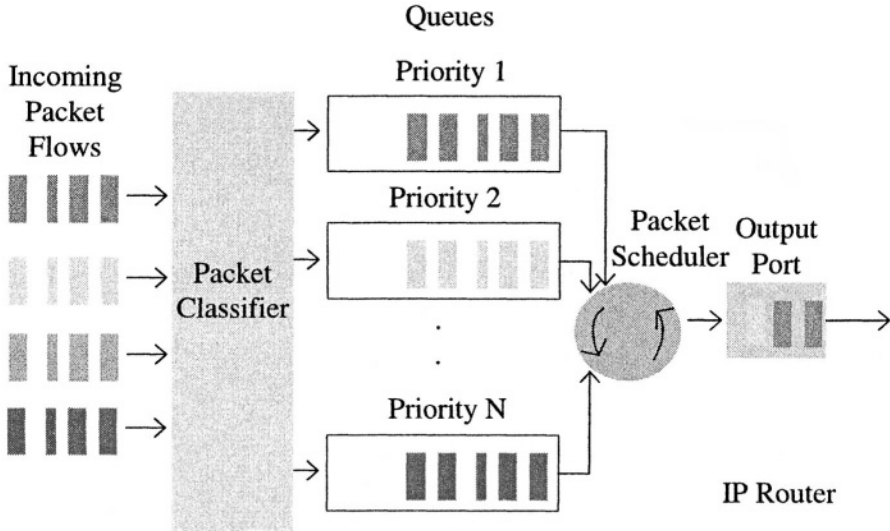 Queues
Incoming
Packet
Flows
Priority 1
Priority 2
Packet
Classifier
Packet
Scheduler
Output
Port
.
.
Priority N
IP Router